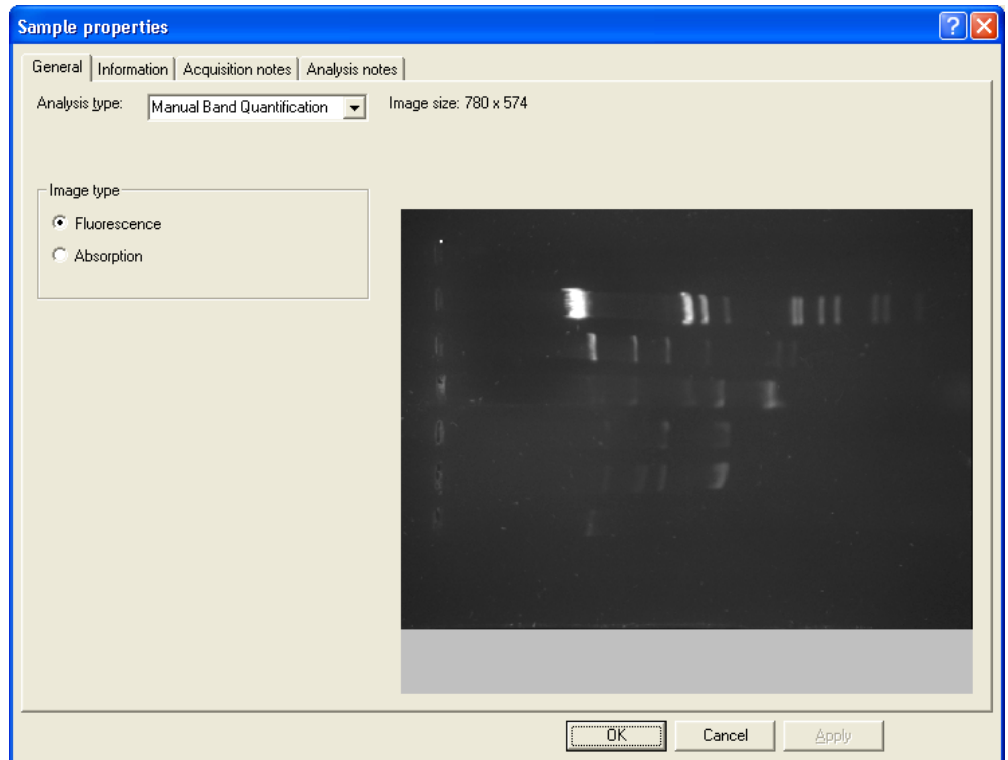 Sample properties
General Information Acquisition notes Analysis notes
Analysis type: Manual Band Quantification Image size: 780 x 574
Image type
Fluorescence
Absorption
OK Cancel Apply